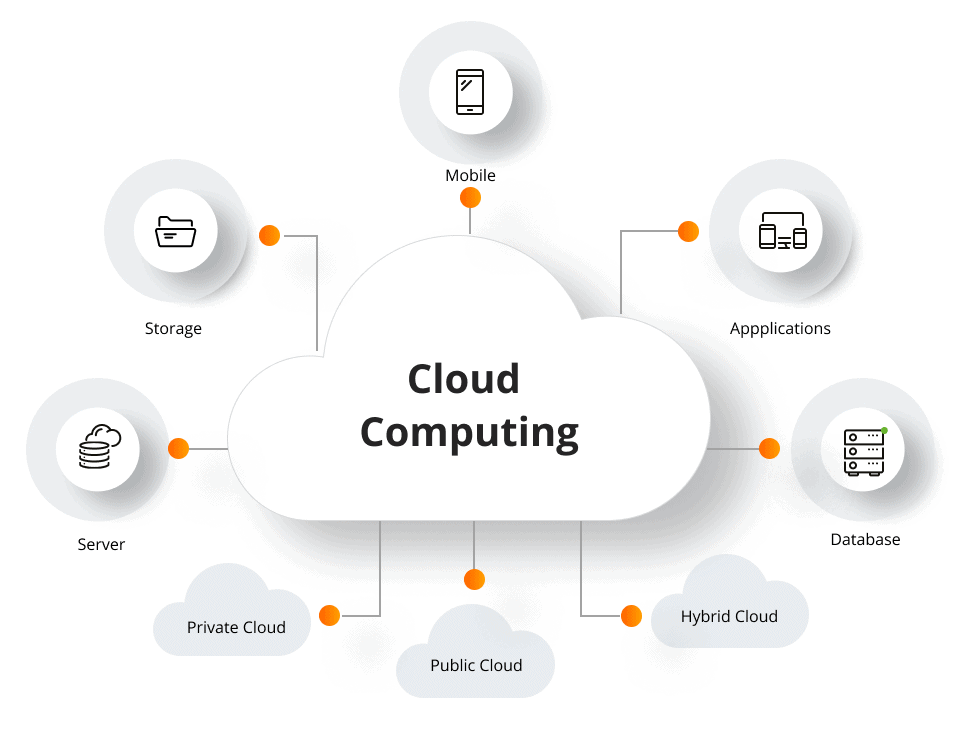 Mobile
Storage
Appplications
Cloud
Computing
Server
Database
Private Cloud
Public Cloud
Hybrid Cloud